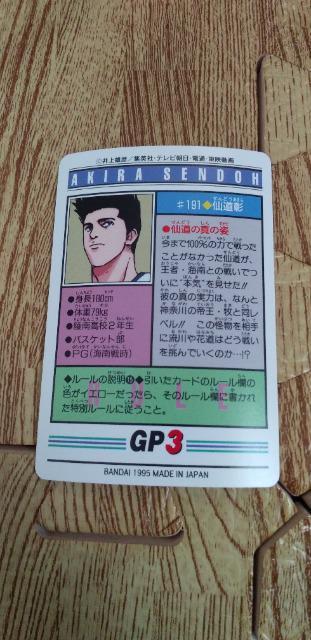 ©井上雄彦/集英社・テレビ朝日・電通・東映動画
AKIRA SENDOH
#191◆仙道彰
●仙道の真の姿
今まで100%の力で戦った
ことがなかった仙道が、
王者・海南との戦いでつ
いに"本気"を見せた!!
彼の真の実力は、なんと
神奈川の帝王・牧と同レ
ベル!! この怪物を相手
に流川や花道はどう戦い
を挑んでいくのか…!?
●身長190cm
●体重79kg
●陵南高校2年生
●バスケット部
●PG(海南戦時)
◆ルールの説明⑮◆引いたカードのルール欄の
色がイエローだったら、そのルール欄に書かれ
た特別ルールに従うこと。
GP3
BANDAI 1995 MADE IN JAPAN